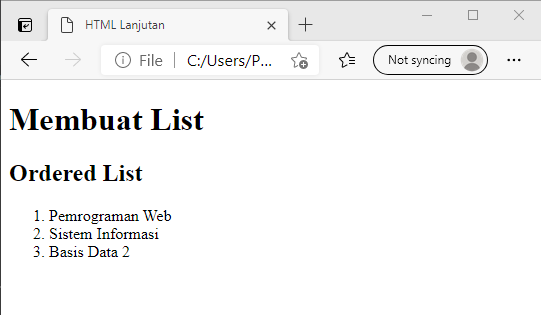 HTML Lanjutan
File | C:/Users/P...
Not syncing
Membuat List
Ordered List
1. Pemrograman Web
2. Sistem Informasi
3. Basis Data 2